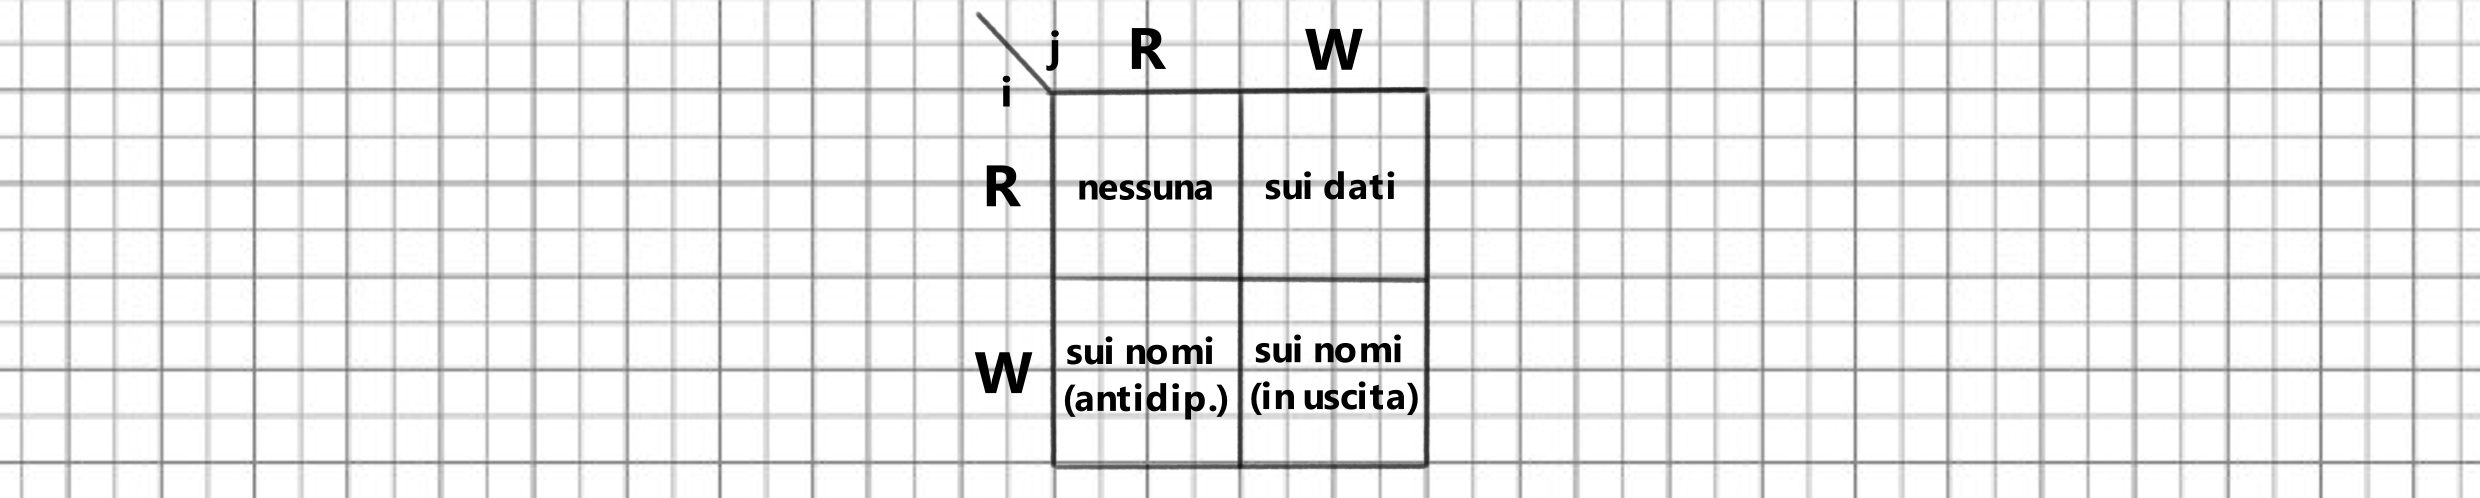 j R W
i
R nessuna sui dati
W sui nomi sui nomi
(antidip.) (in uscita)